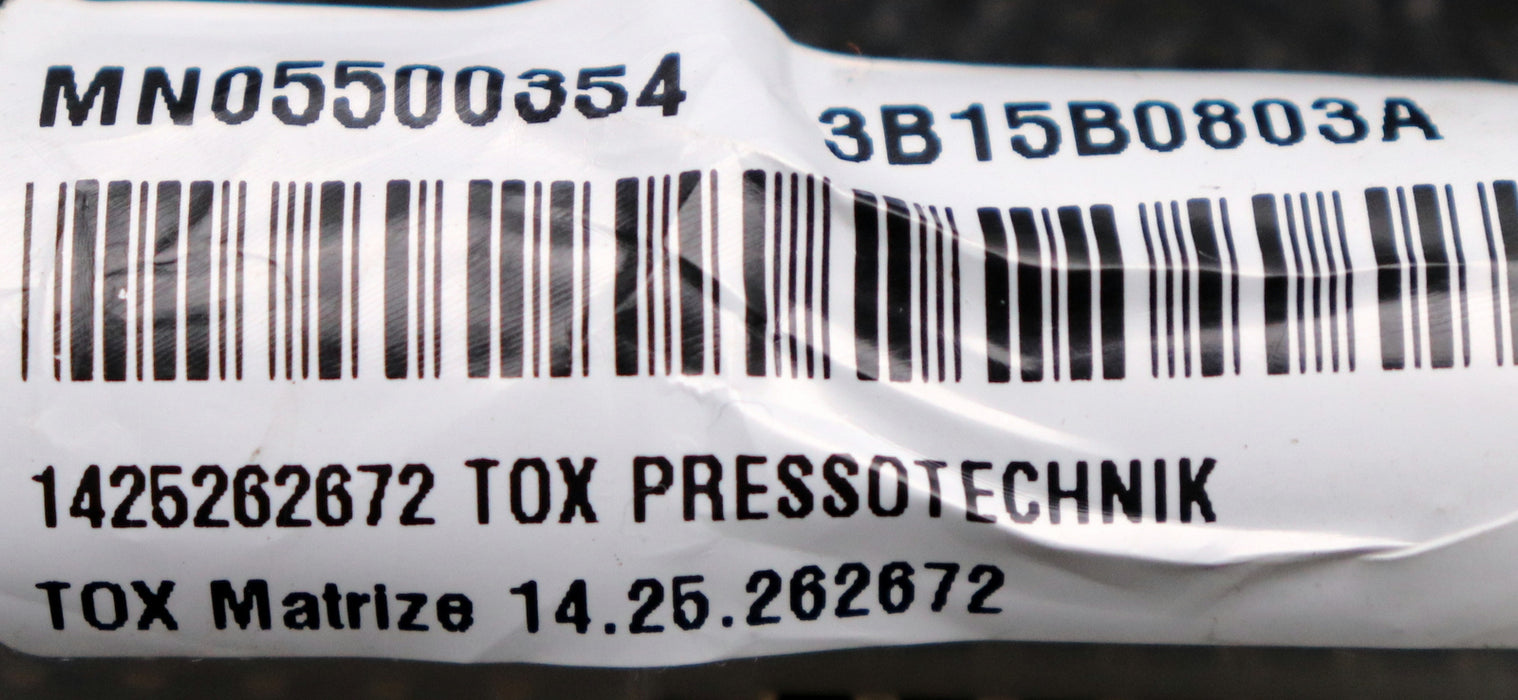 MN05500354 3B15B0803A
1425262672 TOX PRESSOTECHNIK
TOX Matrize 14.25.262672